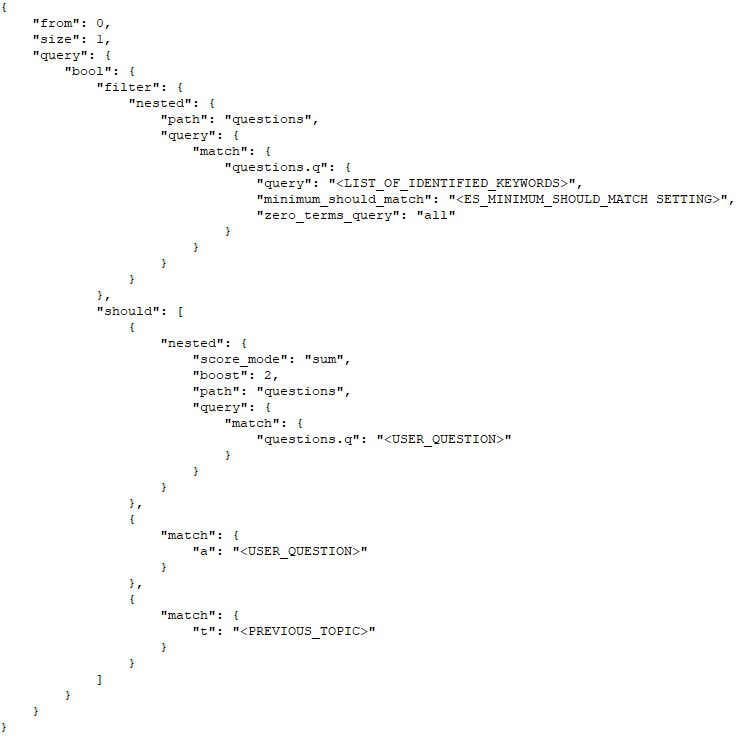 {
    "from": 0,
    "size": 1,
    "query": {
        "bool": {
            "filter": {
                "nested": {
                    "path": "questions",
                    "query": {
                        "match": {
                            "questions.q": {
                                "query": "<LIST_OF_IDENTIFIED_KEYWORDS>",
                                "minimum_should_match": "<ES_MINIMUM_SHOULD_MATCH SETTING>",
                                "zero_terms_query": "all"
                            }
                        }
                    }
                }
            },
            "should": [
                {
                    "nested": {
                        "score_mode": "sum",
                        "boost": 2,
                        "path": "questions",
                        "query": {
                            "match": {
                                "questions.q": "<USER_QUESTION>"
                            }
                        }
                    }
                },
                {
                    "match": {
                        "a": "<USER_QUESTION>"
                    }
                },
                {
                    "match": {
                        "t": "<PREVIOUS_TOPIC>"
                    }
                }
            ]
        }
    }
}